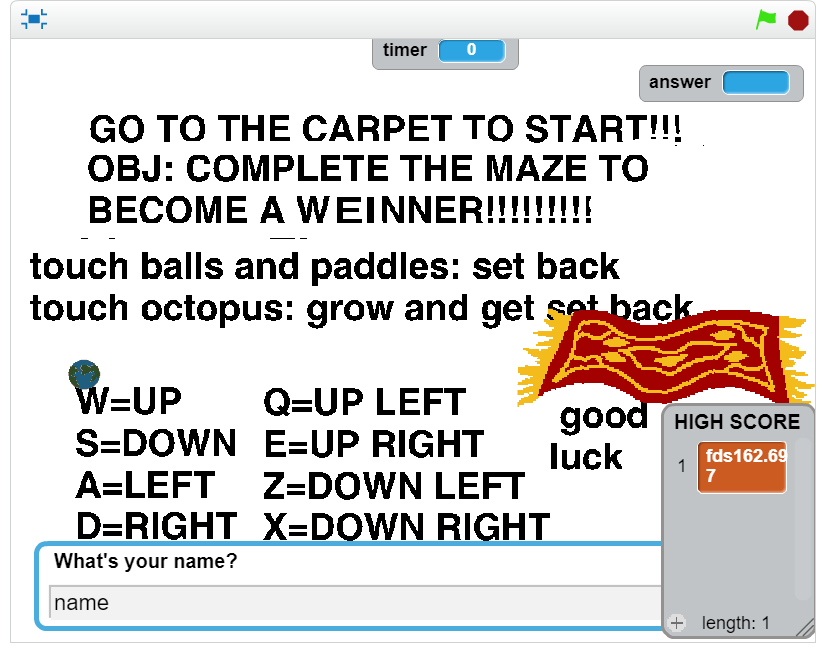 timer 0
answer
GO TO THE CARPET TO START!!!
OBJ: COMPLETE THE MAZE TO
BECOME A WEINNER!!!!!!!!!
touch balls and paddles: set back
touch octopus: grow and get set back
W=UP Q=UP LEFT
S=DOWN E=UP RIGHT
A=LEFT Z=DOWN LEFT
D=RIGHT X=DOWN RIGHT
good
luck
HIGH SCORE
1 fds162.69
7
+ length: 1
What's your name?
name